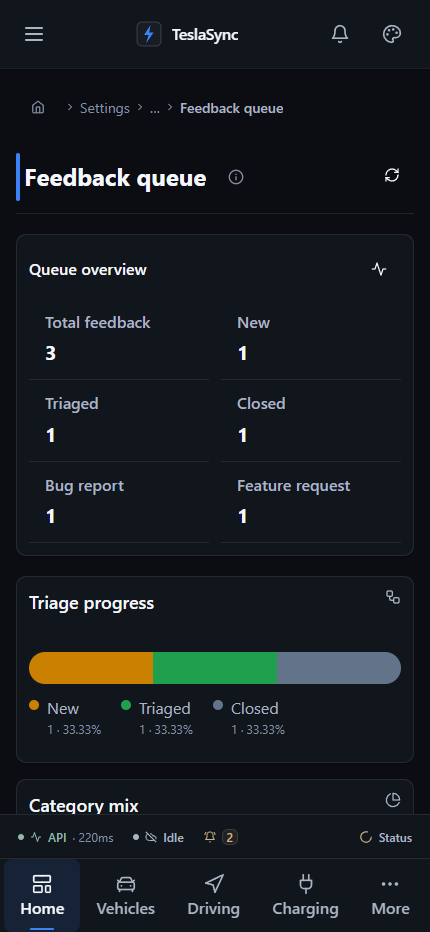 TeslaSync
Settings ... Feedback queue
Feedback queue
Queue overview
Total feedback New
3 1
Triaged Closed
1 1
Bug report Feature request
1 1
Triage progress
New Triaged Closed
1 · 33.33% 1 · 33.33% 1 · 33.33%
Category mix
API · 220ms Idle 2 Status
Home Vehicles Driving Charging More